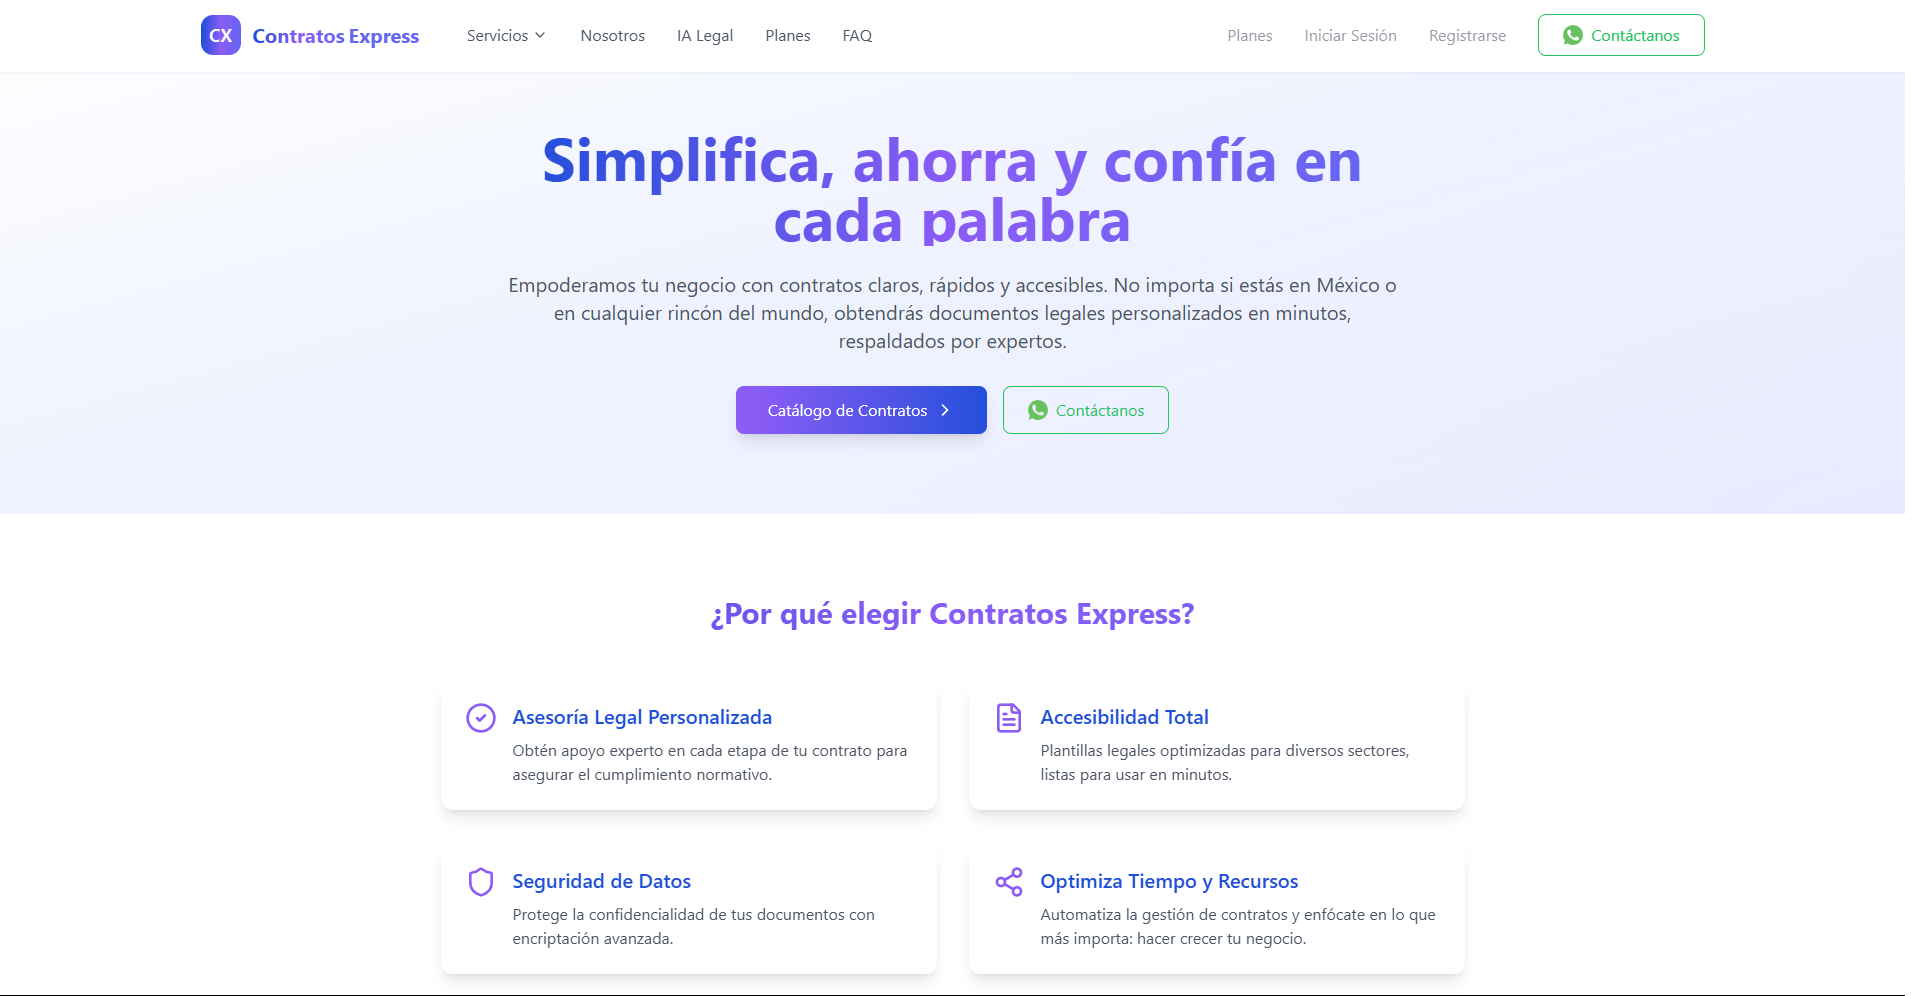 CX Contratos Express Servicios Nosotros IA Legal Planes FAQ Planes Iniciar Sesión Registrarse Contáctanos
Simplifica, ahorra y confía en
cada palabra
Empoderamos tu negocio con contratos claros, rápidos y accesibles. No importa si estás en México o
en cualquier rincón del mundo, obtendrás documentos legales personalizados en minutos,
respaldados por expertos.
Catálogo de Contratos Contáctanos
¿Por qué elegir Contratos Express?
Asesoría Legal Personalizada
Obtén apoyo experto en cada etapa de tu contrato para
asegurar el cumplimiento normativo.
Accesibilidad Total
Plantillas legales optimizadas para diversos sectores,
listas para usar en minutos.
Seguridad de Datos
Protege la confidencialidad de tus documentos con
encriptación avanzada.
Optimiza Tiempo y Recursos
Automatiza la gestión de contratos y enfócate en lo que
más importa: hacer crecer tu negocio.